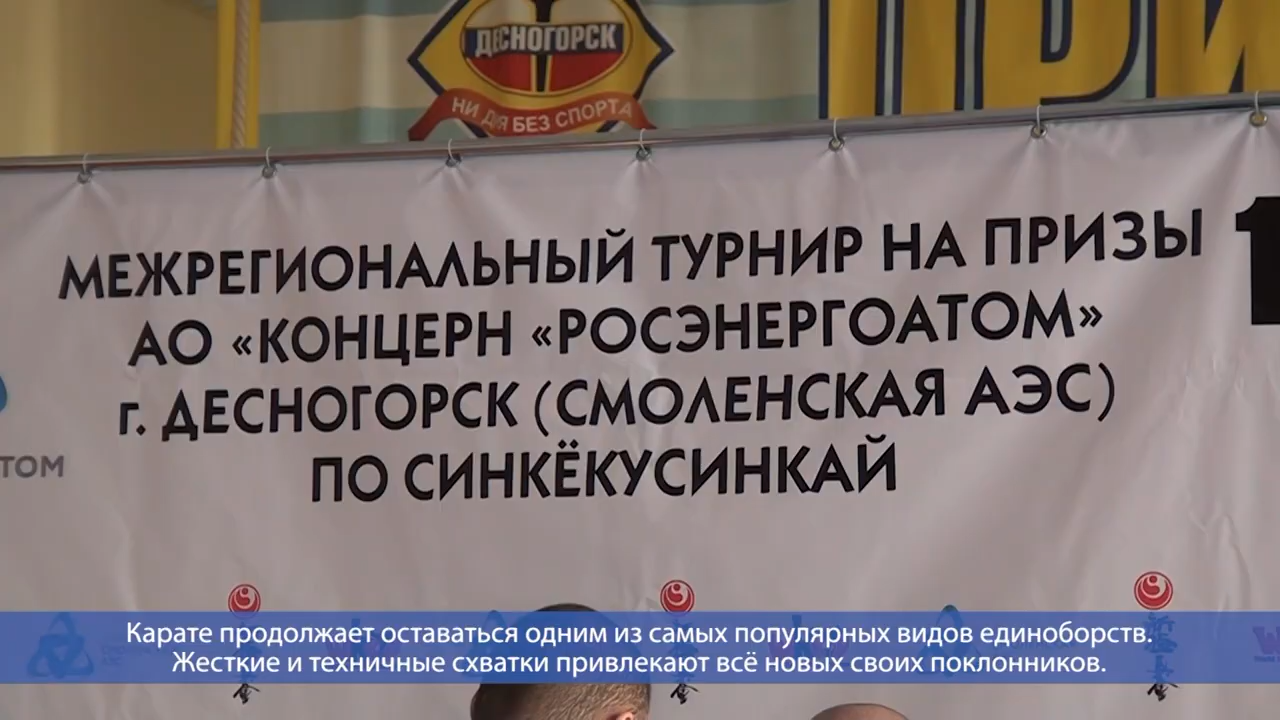 ДЕСНОГОРСК
НИ ДНЯ БЕЗ СПОРТА
МЕЖРЕГИОНАЛЬНЫЙ ТУРНИР НА ПРИЗЫ
АО «КОНЦЕРН «РОСЭНЕРГОАТОМ»
г. ДЕСНОГОРСК (СМОЛЕНСКАЯ АЭС)
ПО СИНКЁКУСИНКАЙ
ТОМ
Карате продолжает оставаться одним из самых популярных видов единоборств.
Жесткие и техничные схватки привлекают всё новых своих поклонников.